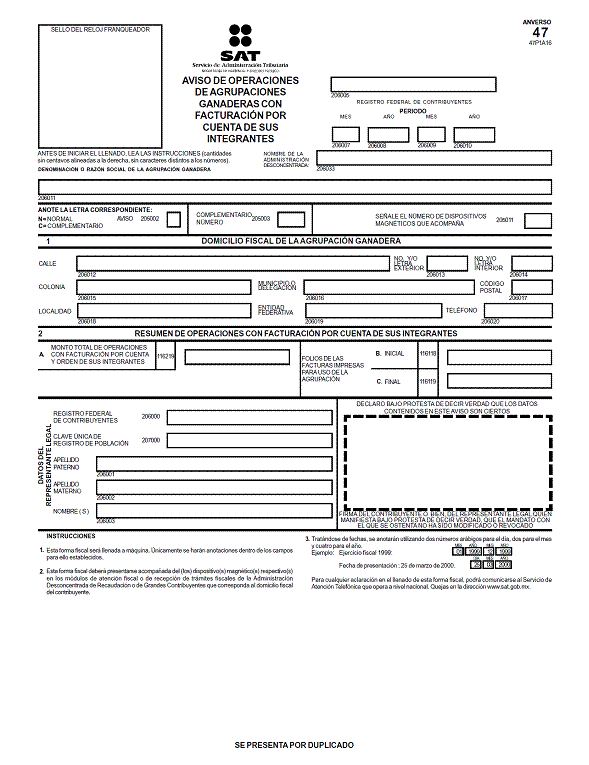 ANVERSO
47
47P1A16
SELLO DEL RELOJ FRANQUEADOR
SAT
Servicio de Administración Tributaria
SECRETARIA DE HACIENDA Y CREDITO PUBLICO
AVISO DE OPERACIONES
DE AGRUPACIONES
GANADERAS CON
FACTURACIÓN POR
CUENTA DE SUS
INTEGRANTES
206005
REGISTRO FEDERAL DE CONTRIBUYENTES
PERIODO
MES AÑO MES AÑO
206007 206008 206009 206010
ANTES DE INICIAR EL LLENADO, LEA LAS INSTRUCCIONES (cantidades
sin centavos alineadas a la derecha, sin caracteres distintos a los números).
NOMBRE DE LA
ADMINISTRACIÓN
DESCONCENTRADA:
206033
DENOMINACION O RAZÓN SOCIAL DE LA AGRUPACIÓN GANADERA
206011
ANOTE LA LETRA CORRESPONDIENTE:
N= NORMAL AVISO 205002
C= COMPLEMENTARIO
COMPLEMENTARIO
NÚMERO 205003
SEÑALE EL NÚMERO DE DISPOSITIVOS
MAGNÉTICOS QUE ACOMPAÑA 205011
1 DOMICILIO FISCAL DE LA AGRUPACIÓN GANADERA
CALLE
206012
NO. Y/O
LETRA
EXTERIOR
206013
NO. Y/O
LETRA
INTERIOR
206014
COLONIA
206015
MUNICIPIO O
DELEGACIÓN
206016
CÓDIGO
POSTAL
206017
LOCALIDAD
206018
ENTIDAD
FEDERATIVA
206019
TELÉFONO
206020
2 RESUMEN DE OPERACIONES CON FACTURACIÓN POR CUENTA DE SUS INTEGRANTES
A. MONTO TOTAL DE OPERACIONES
CON FACTURACIÓN POR CUENTA
Y ORDEN DE SUS INTEGRANTES
116219
FOLIOS DE LAS
FACTURAS IMPRESAS
PARA USO DE LA
AGRUPACIÓN
B. INICIAL 116118
C. FINAL 116119
DATOS DEL
REPRESENTANTE LEGAL
REGISTRO FEDERAL
DE CONTRIBUYENTES 206000
CLAVE ÚNICA DE
REGISTRO DE POBLACIÓN 207000
APELLIDO
PATERNO
206001
APELLIDO
MATERNO
206002
NOMBRE ( S )
206003
DECLARO BAJO PROTESTA DE DECIR VERDAD QUE LOS DATOS
CONTENIDOS EN ESTE AVISO SON CIERTOS
FIRMA DEL CONTRIBUYENTE O BIEN, DEL REPRESENTANTE LEGAL QUIEN
MANIFIESTA BAJO PROTESTA DE DECIR VERDAD, QUE EL MANDATO CON
EL QUE SE OSTENTA NO HA SIDO MODIFICADO O REVOCADO
INSTRUCCIONES
1. Esta forma fiscal será llenada a máquina. Únicamente se harán anotaciones dentro de los campos
para ello establecidos.
2. Esta forma fiscal deberá presentarse acompañada del (los) dispositivo(s) magnético(s) respectivo(s)
en los módulos de atención fiscal o de recepción de trámites fiscales de la Administración
Desconcentrada de Recaudación o de Grandes Contribuyentes que corresponda al domicilio fiscal
del contribuyente.
3. Tratándose de fechas, se anotarán utilizando dos números arábigos para el día, dos para el mes
y cuatro para el año.
MES AÑO MES AÑO
Ejemplo: Ejercicio fiscal 1999: 01 1999 12 1999
DIA MES AÑO
Fecha de presentación : 25 de marzo de 2000. 25 03 2000
Para cualquier aclaración en el llenado de esta forma fiscal, podrá comunicarse al Servicio de
Atención Telefónica que opera a nivel nacional. Quejas en la dirección www.sat.gob.mx.
SE PRESENTA POR DUPLICADO